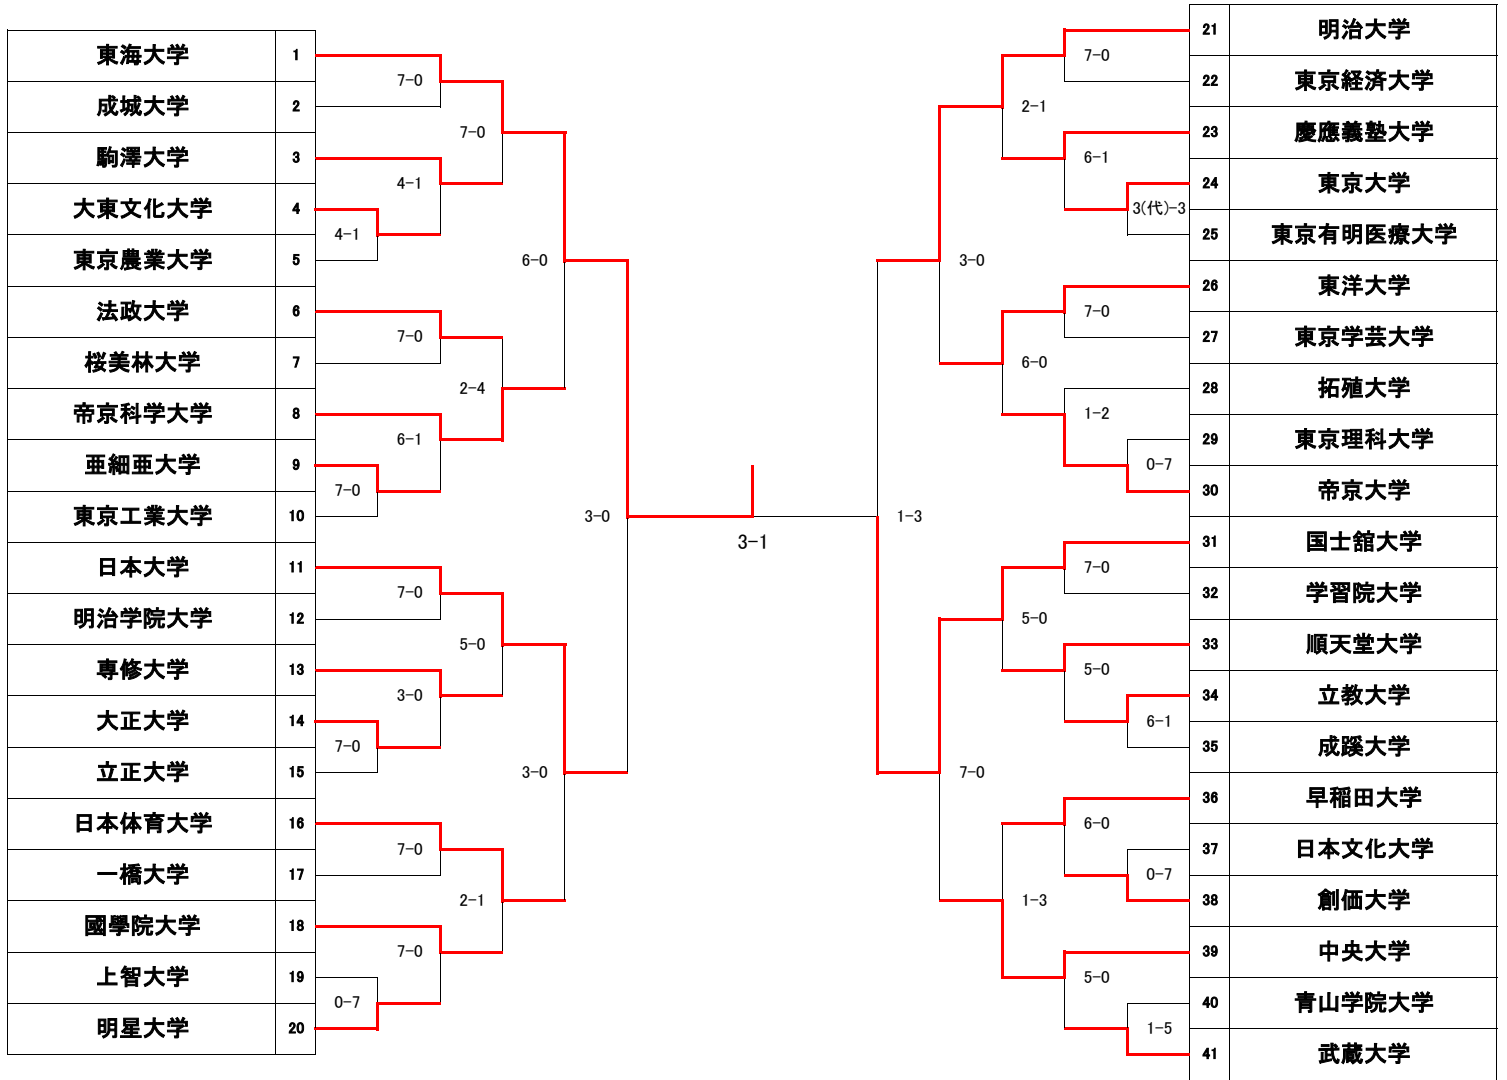 東海大学 1
成城大学 2
駒澤大学 3
大東文化大学 4
東京農業大学 5
法政大学 6
桜美林大学 7
帝京科学大学 8
亜細亜大学 9
東京工業大学 10
日本大学 11
明治学院大学 12
専修大学 13
大正大学 14
立正大学 15
日本体育大学 16
一橋大学 17
國學院大学 18
上智大学 19
明星大学 20
7-0
4-1
4-1
7-0
6-1
7-0
7-0
3-0
7-0
7-0
7-0
0-7
7-0
2-4
5-0
2-1
6-0
3-0
3-0
3-1
1-3
3-0
7-0
2-1
6-0
5-0
1-3
7-0
6-1
3(代)-3
7-0
1-2
0-7
7-0
5-0
6-1
6-0
0-7
5-0
1-5
21 明治大学
22 東京経済大学
23 慶應義塾大学
24 東京大学
25 東京有明医療大学
26 東洋大学
27 東京学芸大学
28 拓殖大学
29 東京理科大学
30 帝京大学
31 国士舘大学
32 学習院大学
33 順天堂大学
34 立教大学
35 成蹊大学
36 早稲田大学
37 日本文化大学
38 創価大学
39 中央大学
40 青山学院大学
41 武蔵大学